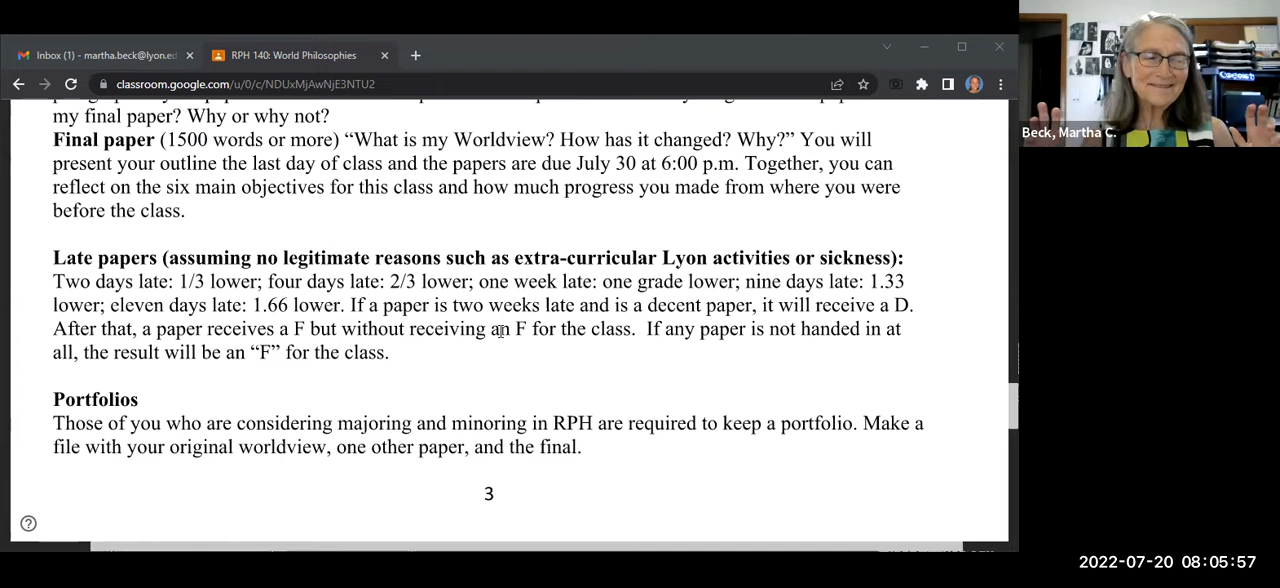 Inbox (1) - martha.beck@lyon.ed
RPH 140: World Philosophies
classroom.google.com/u/0/c/NDUxMjAwNjE3NTU2
my final paper? Why or why not?
Final paper (1500 words or more) “What is my Worldview? How has it changed? Why?” You will
present your outline the last day of class and the papers are due July 30 at 6:00 p.m. Together, you can
reflect on the six main objectives for this class and how much progress you made from where you were
before the class.
Late papers (assuming no legitimate reasons such as extra-curricular Lyon activities or sickness):
Two days late: 1/3 lower; four days late: 2/3 lower; one week late: one grade lower; nine days late: 1.33
lower; eleven days late: 1.66 lower. If a paper is two weeks late and is a decent paper, it will receive a D.
After that, a paper receives a F but without receiving an F for the class.  If any paper is not handed in at
all, the result will be an “F” for the class.
Portfolios
Those of you who are considering majoring and minoring in RPH are required to keep a portfolio. Make a
file with your original worldview, one other paper, and the final.
3
Beck, Martha C.
2022-07-20 08:05:57